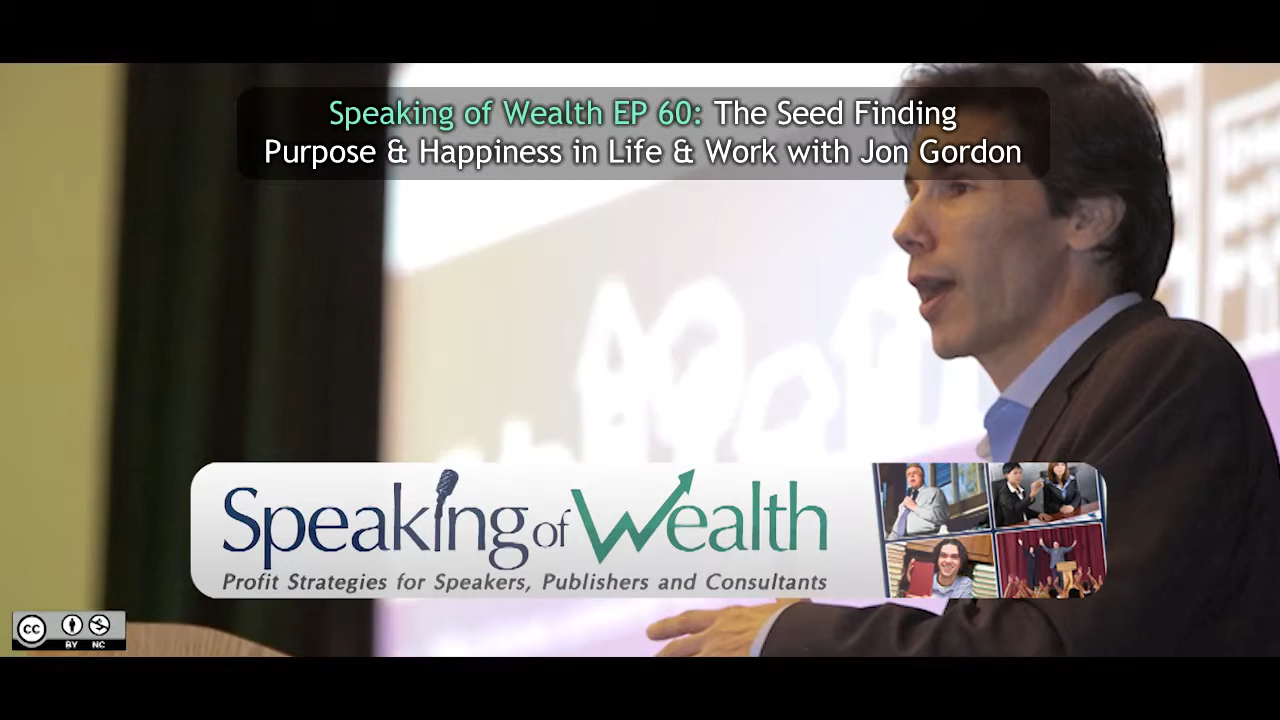 Speaking of Wealth EP 60: The Seed Finding
Purpose & Happiness in Life & Work with Jon Gordon
Speaking of Wealth
Profit Strategies for Speakers, Publishers and Consultants
cc
BY NC